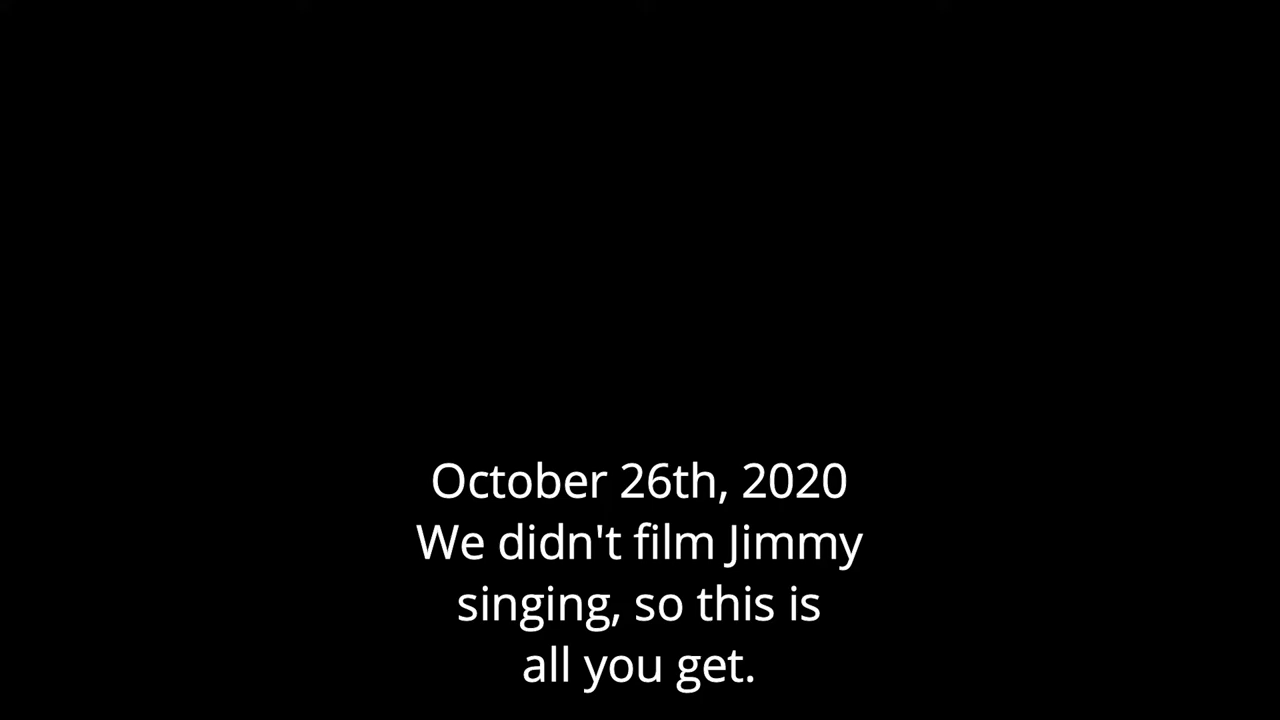 October 26th, 2020
We didn't film Jimmy
singing, so this is
all you get.